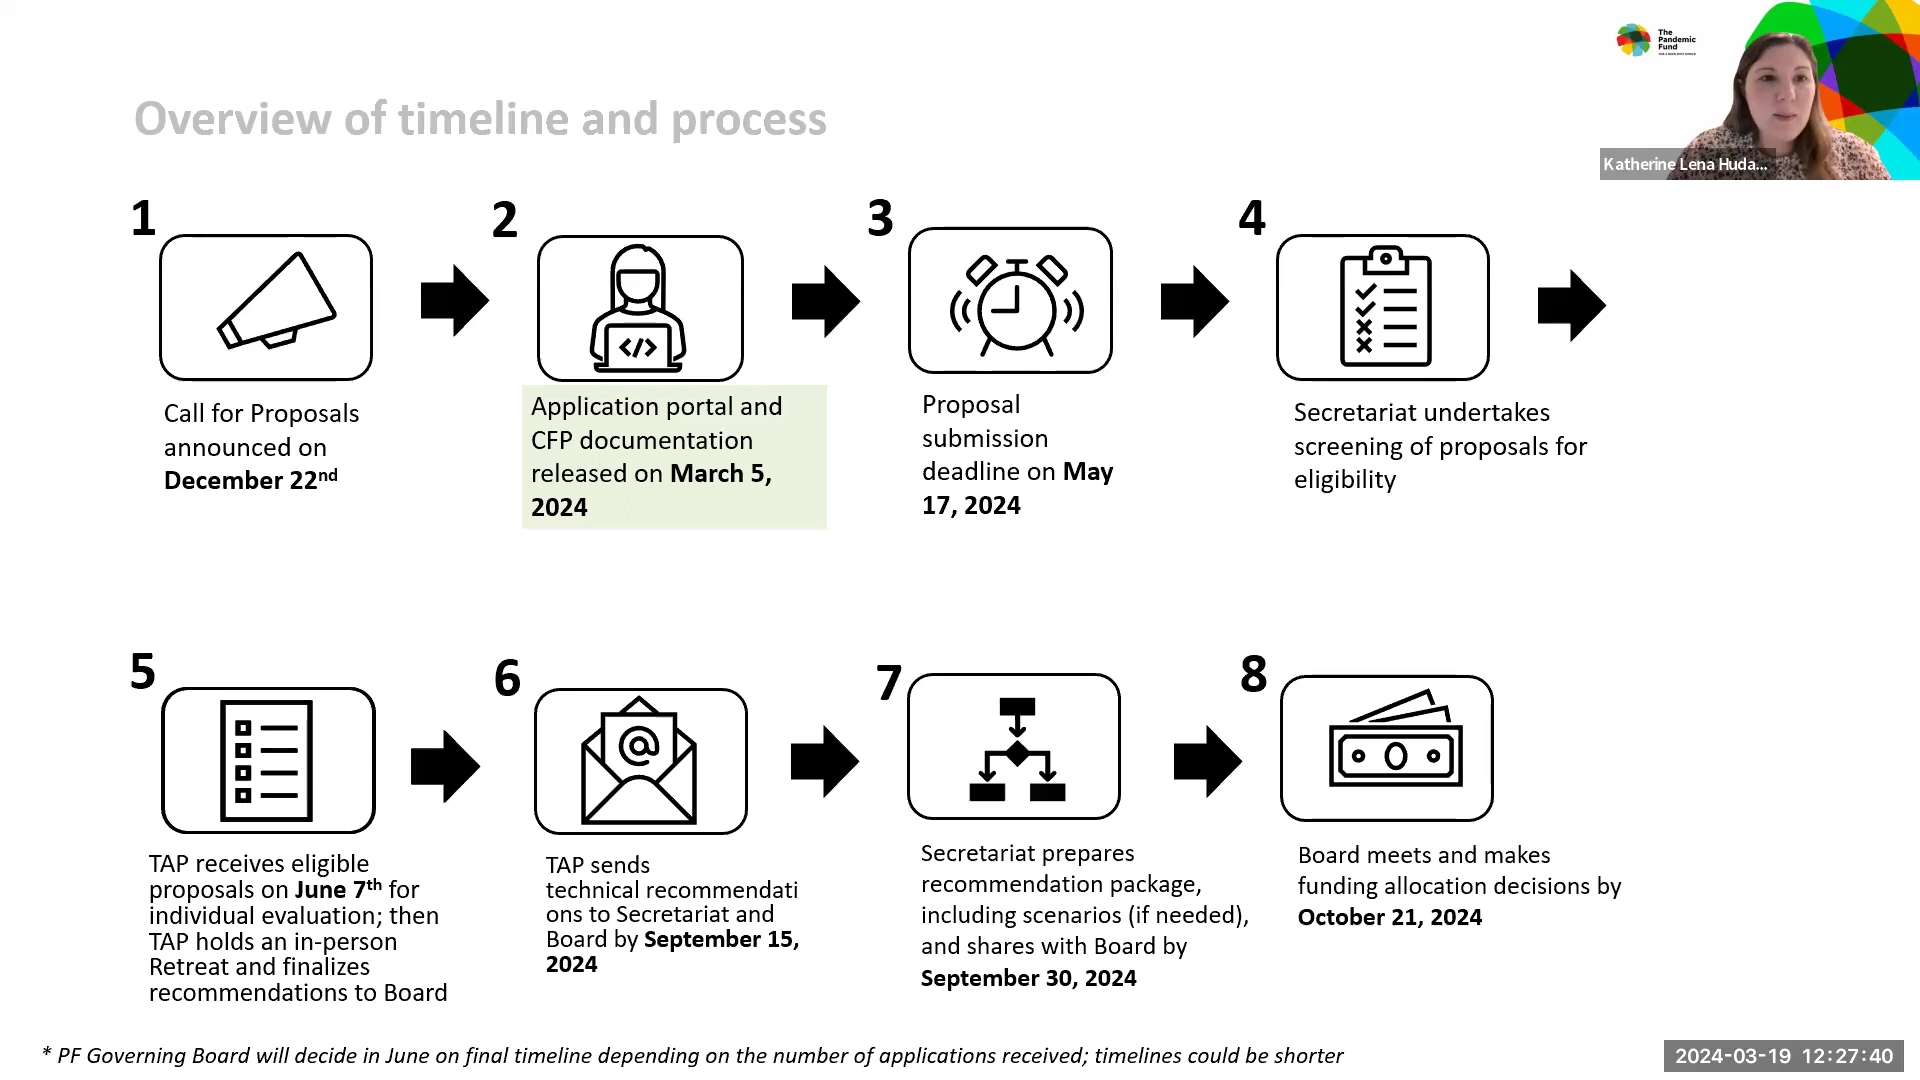 The
Pandemic
Fund
Katherine Lena Huda...
Overview of timeline and process
1
Call for Proposals
announced on
December 22nd
2
</>
Application portal and
CFP documentation
released on March 5,
2024
3
Proposal
submission
deadline on May
17, 2024
4
Secretariat undertakes
screening of proposals for
eligibility
5
TAP receives eligible
proposals on June 7th for
individual evaluation; then
TAP holds an in-person
Retreat and finalizes
recommendations to Board
6
@
TAP sends
technical recommendati
ons to Secretariat and
Board by September 15,
2024
7
Secretariat prepares
recommendation package,
including scenarios (if needed),
and shares with Board by
September 30, 2024
8
Board meets and makes
funding allocation decisions by
October 21, 2024
* PF Governing Board will decide in June on final timeline depending on the number of applications received; timelines could be shorter
2024-03-19 12:27:40